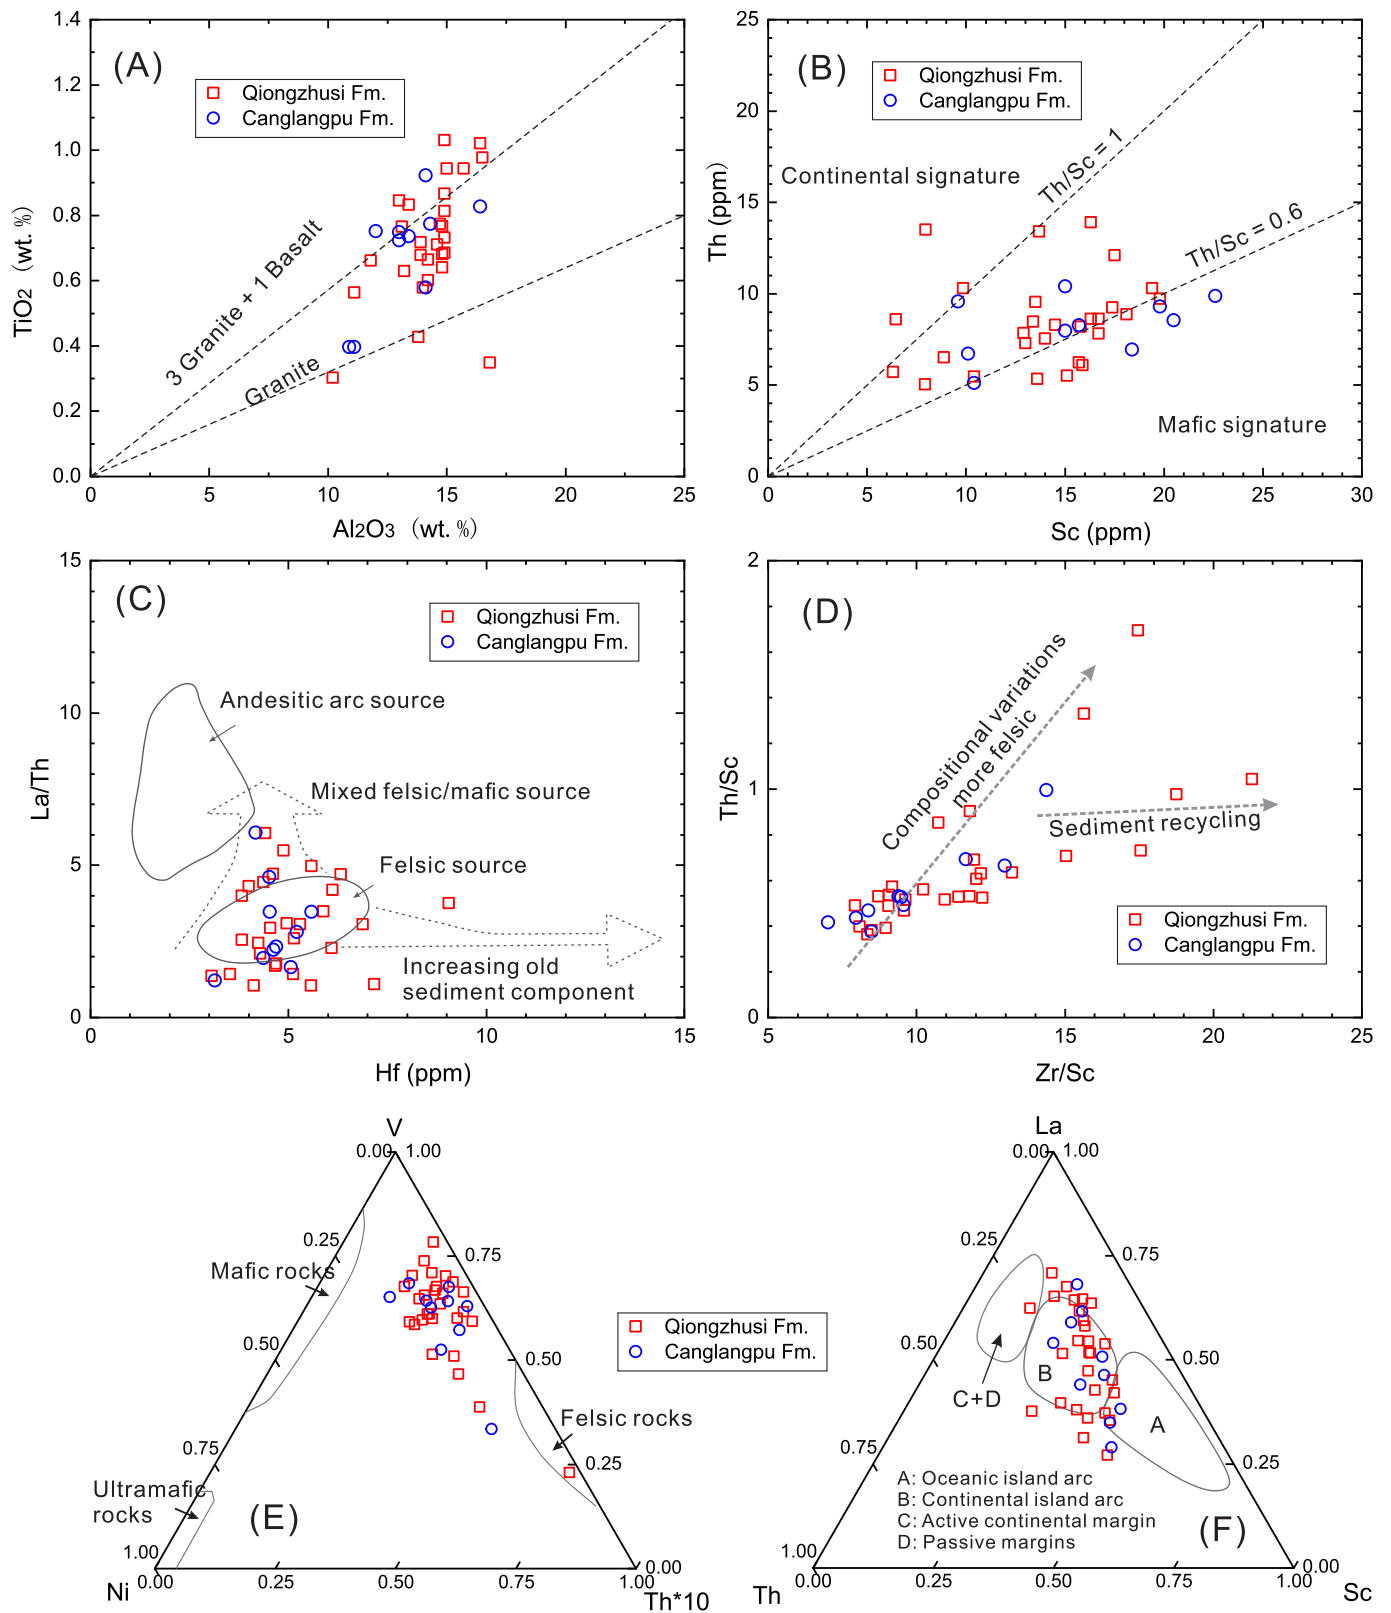 (A)
Qiongzhusi Fm.
Canglangpu Fm.
3 Granite + 1 Basalt
Granite
TiO2 (wt. %)
1.4
1.2
1.0
0.8
0.6
0.4
0.2
0.0
0 5 10 15 20 25
Al2O3 (wt. %)
(B)
Qiongzhusi Fm.
Canglangpu Fm.
Continental signature
Th/Sc = 1
Th/Sc = 0.6
Mafic signature
Th (ppm)
25
20
15
10
5
0
0 5 10 15 20 25 30
Sc (ppm)
(C)
Qiongzhusi Fm.
Canglangpu Fm.
Andesitic arc source
Mixed felsic/mafic source
Felsic source
Increasing old
sediment component
La/Th
15
10
5
0
0 5 10 15
Hf (ppm)
(D)
Compositional variations
more felsic
Sediment recycling
Qiongzhusi Fm.
Canglangpu Fm.
Th/Sc
2
1
0
5 10 15 20 25
Zr/Sc
V
0.00 1.00
0.25 0.75
Mafic rocks
0.50 0.50
Felsic rocks
0.75 0.25
Ultramafic
rocks
(E)
1.00 0.00
0.00 0.25 0.50 0.75 1.00
Ni Th*10
Qiongzhusi Fm.
Canglangpu Fm.
La
0.00 1.00
0.25 0.75
0.50 0.50
B
C+D
A
0.75 0.25
A: Oceanic island arc
B: Continental island arc
C: Active continental margin
D: Passive margins
(F)
1.00 0.00
0.00 0.25 0.50 0.75 1.00
Th Sc